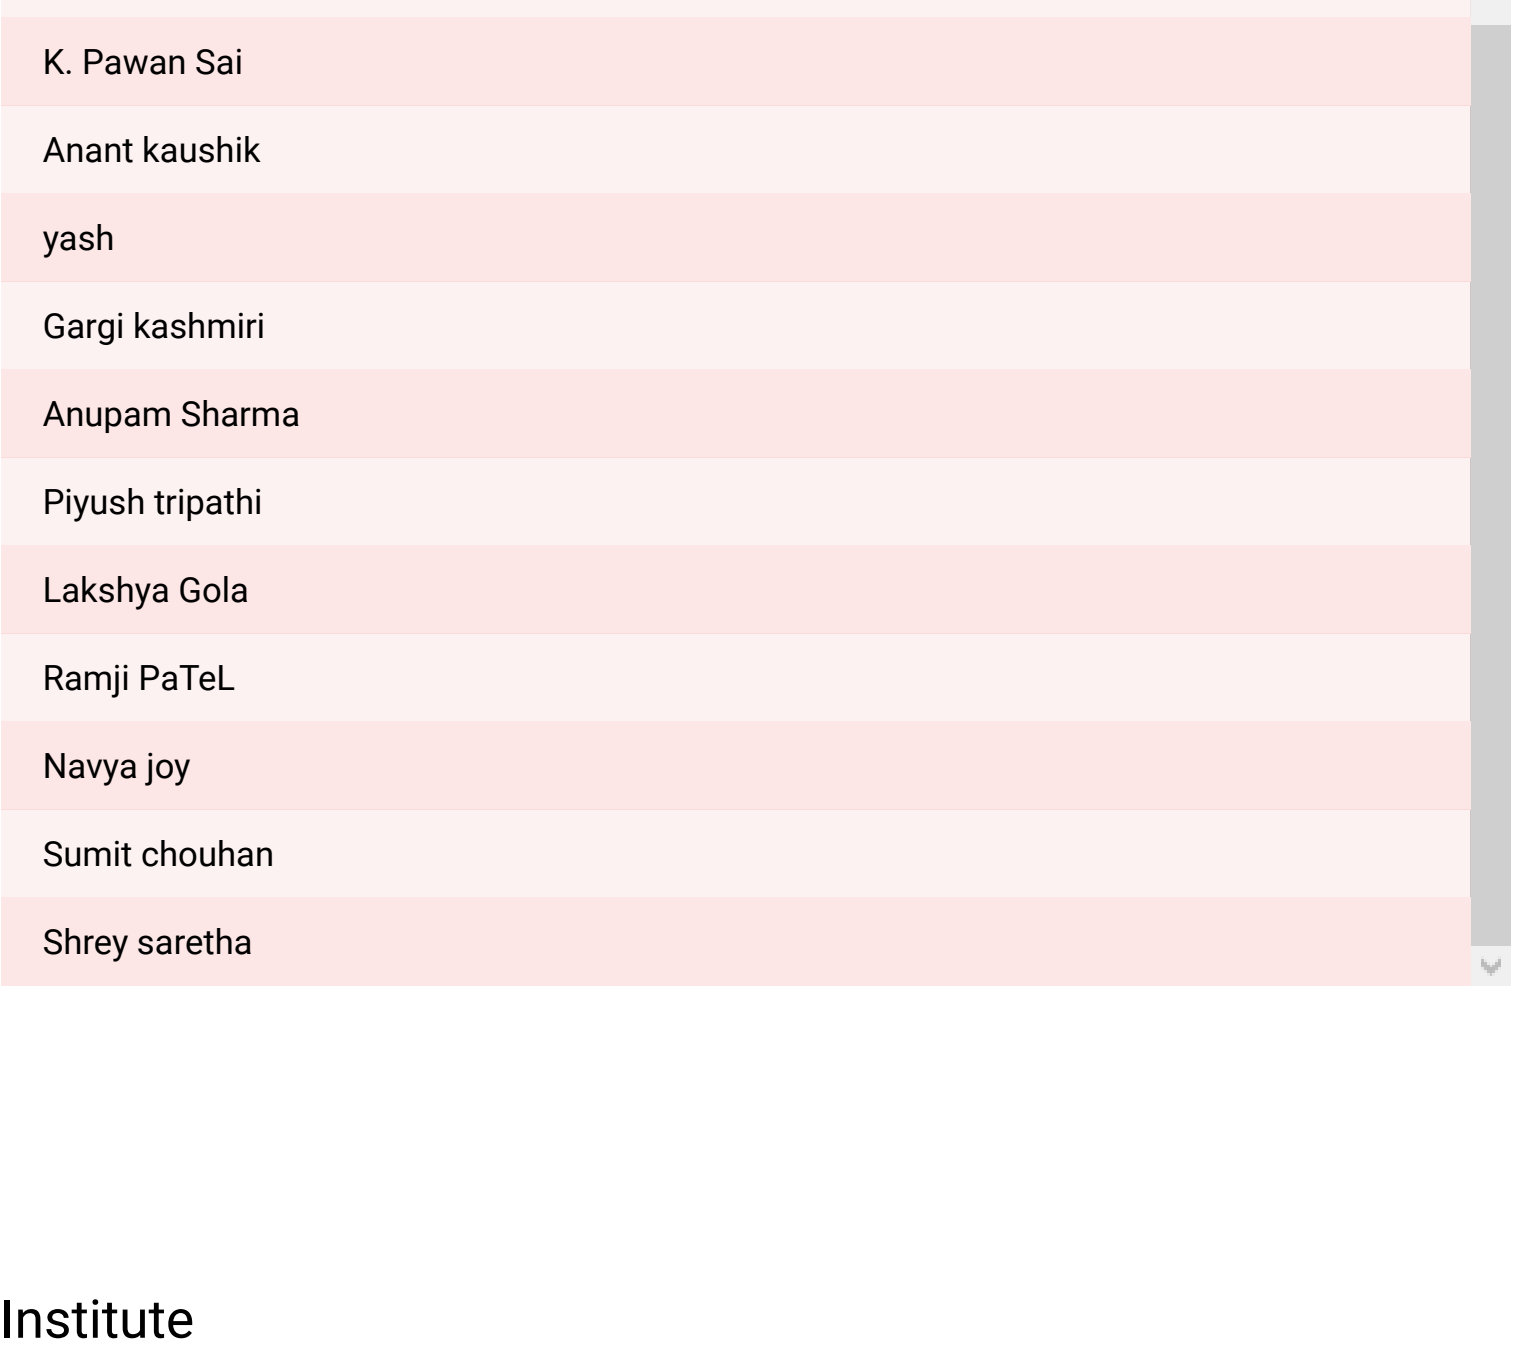 K. Pawan Sai
Anant kaushik
yash
Gargi kashmiri
Anupam Sharma
Piyush tripathi
Lakshya Gola
Ramji PaTeL
Navya joy
Sumit chouhan
Shrey saretha
Institute